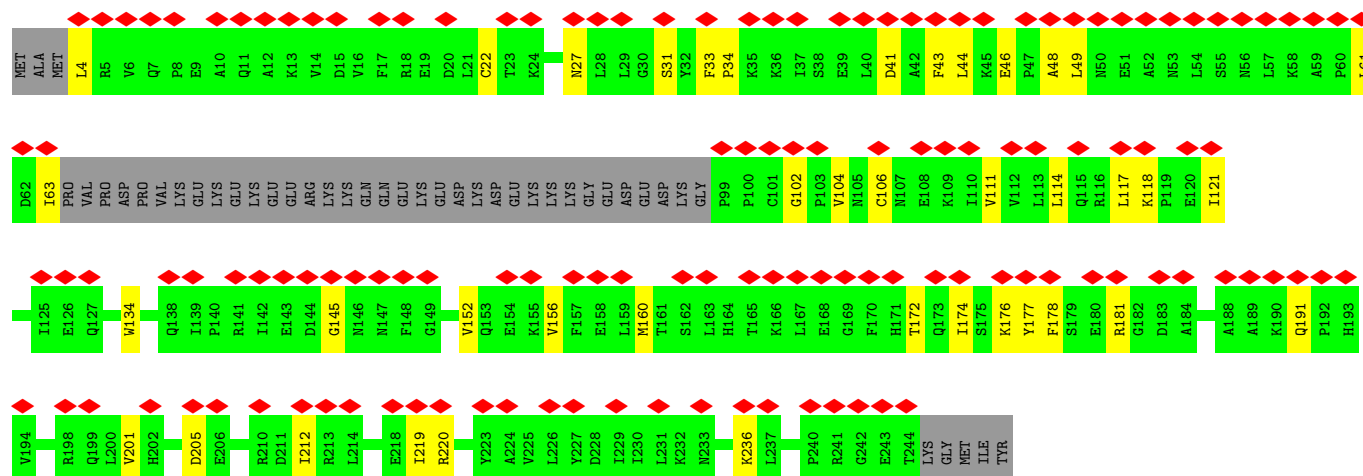 MET ALA MET L4 R5 V6 Q7 P8 E9 A10 Q11 A12 K13 V14 D15 V16 F17 R18 E19 D20 L21 C22 T23 K24 N27 L28 L29 G30 S31 Y32 F33 P34 K35 K36 I37 S38 E39 L40 D41 A42 F43 L44 K45 E46 P47 A48 L49 N50 E51 A52 N53 L54 S55 N56 L57 K58 A59 P60 L61
D62 I63 PRO VAL PRO ASP PRO VAL LYS GLU LYS GLU LYS GLU GLU ARG LYS LYS GLN GLN GLU LYS GLU ASP LYS ASP GLU LYS LYS LYS GLY GLU ASP GLU ASP LYS GLY P99 P100 C101 G102 P103 V104 N105 C106 N107 E108 K109 I110 V111 V112 L113 L114 Q115 R116 L117 K118 P119 E120 I121
I125 E126 Q127 W134 Q138 I139 P140 R141 I142 E143 D144 G145 N146 N147 F148 G149 V152 Q153 E154 K155 V156 F157 E158 L159 M160 T161 S162 L163 H164 T165 K166 L167 E168 G169 F170 H171 T172 Q173 I174 S175 K176 Y177 F178 S179 E180 R181 G182 D183 A184 A188 A189 K190 Q191 P192 H193
V194 R198 Q199 L200 V201 H202 D205 E206 R210 D211 I212 R213 L214 E218 I219 R220 Y223 A224 V225 L226 Y227 D228 I229 I230 L231 K232 N233 K236 L237 P240 R241 G242 E243 T244 LYS GLY MET ILE TYR